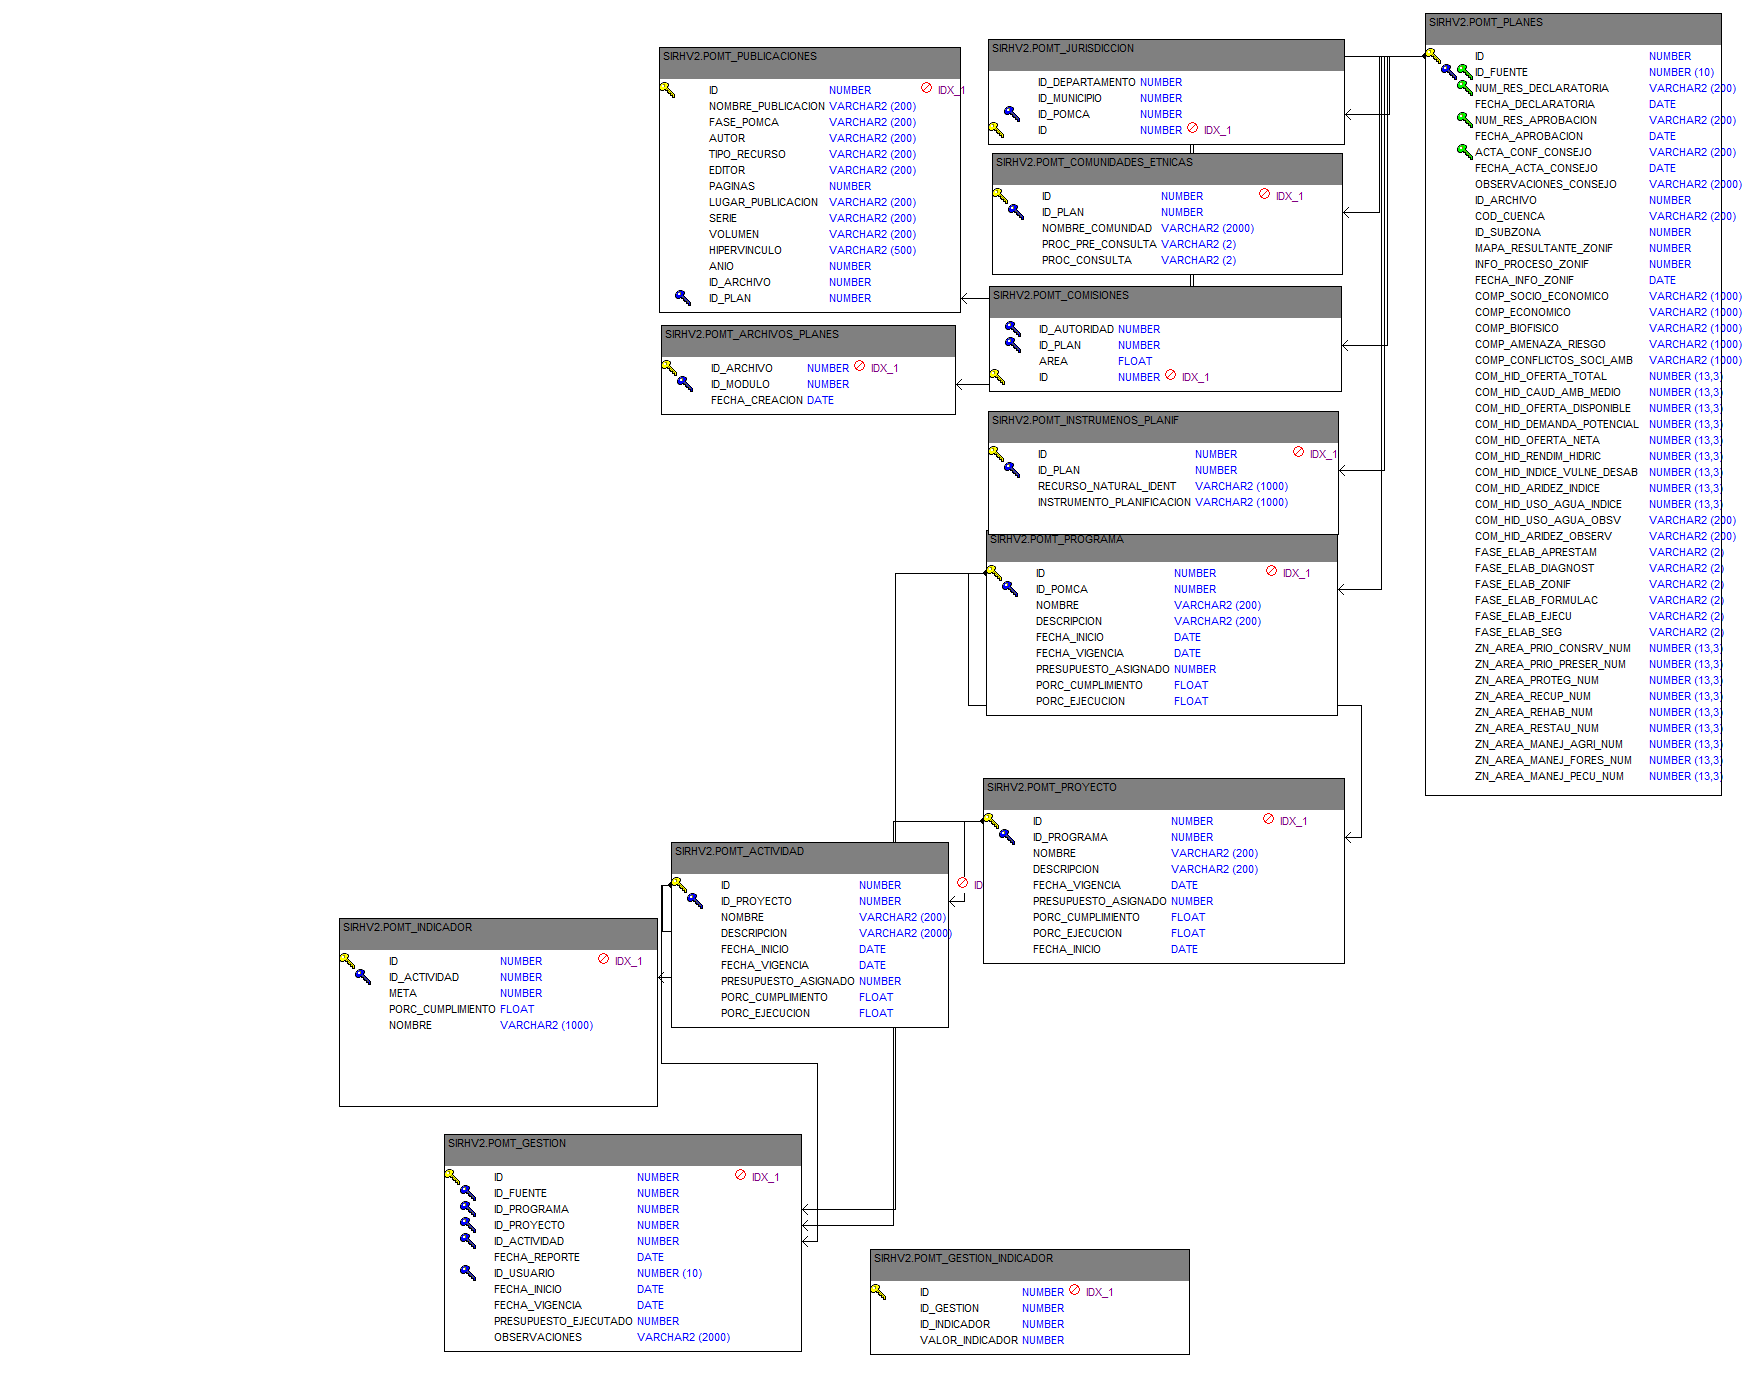 SIRHV2.POMT_PUBLICACIONES
ID NUMBER IDX_1
NOMBRE_PUBLICACION VARCHAR2 (200)
FASE_POMCA VARCHAR2 (200)
AUTOR VARCHAR2 (200)
TIPO_RECURSO VARCHAR2 (200)
EDITOR VARCHAR2 (200)
PAGINAS NUMBER
LUGAR_PUBLICACION VARCHAR2 (200)
SERIE VARCHAR2 (200)
VOLUMEN VARCHAR2 (200)
HIPERVINCULO VARCHAR2 (500)
ANIO NUMBER
ID_ARCHIVO NUMBER
ID_PLAN NUMBER
SIRHV2.POMT_ARCHIVOS_PLANES
ID_ARCHIVO NUMBER IDX_1
ID_MODULO NUMBER
FECHA_CREACION DATE
SIRHV2.POMT_JURISDICCION
ID_DEPARTAMENTO NUMBER
ID_MUNICIPIO NUMBER
ID_POMCA NUMBER
ID NUMBER IDX_1
SIRHV2.POMT_COMUNIDADES_ETNICAS
ID NUMBER IDX_1
ID_PLAN NUMBER
NOMBRE_COMUNIDAD VARCHAR2 (2000)
PROC_PRE_CONSULTA VARCHAR2 (2)
PROC_CONSULTA VARCHAR2 (2)
SIRHV2.POMT_COMISIONES
ID_AUTORIDAD NUMBER
ID_PLAN NUMBER
AREA FLOAT
ID NUMBER IDX_1
SIRHV2.POMT_INSTRUMENOS_PLANIF
ID NUMBER IDX_1
ID_PLAN NUMBER
RECURSO_NATURAL_IDENT VARCHAR2 (1000)
INSTRUMENTO_PLANIFICACION VARCHAR2 (1000)
SIRHV2.POMT_PROGRAMA
ID NUMBER IDX_1
ID_POMCA NUMBER
NOMBRE VARCHAR2 (200)
DESCRIPCION VARCHAR2 (200)
FECHA_INICIO DATE
FECHA_VIGENCIA DATE
PRESUPUESTO_ASIGNADO NUMBER
PORC_CUMPLIMIENTO FLOAT
PORC_EJECUCION FLOAT
SIRHV2.POMT_PLANES
ID NUMBER
ID_FUENTE NUMBER (10)
NUM_RES_DECLARATORIA VARCHAR2 (200)
FECHA_DECLARATORIA DATE
NUM_RES_APROBACION VARCHAR2 (200)
FECHA_APROBACION DATE
ACTA_CONF_CONSEJO VARCHAR2 (200)
FECHA_ACTA_CONSEJO DATE
OBSERVACIONES_CONSEJO VARCHAR2 (2000)
ID_ARCHIVO NUMBER
COD_CUENCA VARCHAR2 (200)
ID_SUBZONA NUMBER
MAPA_RESULTANTE_ZONIF NUMBER
INFO_PROCESO_ZONIF NUMBER
FECHA_INFO_ZONIF DATE
COMP_SOCIO_ECONOMICO VARCHAR2 (1000)
COMP_ECONOMICO VARCHAR2 (1000)
COMP_BIOFISICO VARCHAR2 (1000)
COMP_AMENAZA_RIESGO VARCHAR2 (1000)
COMP_CONFLICTOS_SOCI_AMB VARCHAR2 (1000)
COM_HID_OFERTA_TOTAL NUMBER (13,3)
COM_HID_CAUD_AMB_MEDIO NUMBER (13,3)
COM_HID_OFERTA_DISPONIBLE NUMBER (13,3)
COM_HID_DEMANDA_POTENCIAL NUMBER (13,3)
COM_HID_OFERTA_NETA NUMBER (13,3)
COM_HID_RENDIM_HIDRIC NUMBER (13,3)
COM_HID_INDICE_VULNE_DESAB NUMBER (13,3)
COM_HID_ARIDEZ_INDICE NUMBER (13,3)
COM_HID_USO_AGUA_INDICE NUMBER (13,3)
COM_HID_USO_AGUA_OBSV VARCHAR2 (200)
COM_HID_ARIDEZ_OBSERV VARCHAR2 (200)
FASE_ELAB_APRESTAM VARCHAR2 (2)
FASE_ELAB_DIAGNOST VARCHAR2 (2)
FASE_ELAB_ZONIF VARCHAR2 (2)
FASE_ELAB_FORMULAC VARCHAR2 (2)
FASE_ELAB_EJECU VARCHAR2 (2)
FASE_ELAB_SEG VARCHAR2 (2)
ZN_AREA_PRIO_CONSRV_NUM NUMBER (13,3)
ZN_AREA_PRIO_PRESER_NUM NUMBER (13,3)
ZN_AREA_PROTEG_NUM NUMBER (13,3)
ZN_AREA_RECUP_NUM NUMBER (13,3)
ZN_AREA_REHAB_NUM NUMBER (13,3)
ZN_AREA_RESTAU_NUM NUMBER (13,3)
ZN_AREA_MANEJ_AGRI_NUM NUMBER (13,3)
ZN_AREA_MANEJ_FORES_NUM NUMBER (13,3)
ZN_AREA_MANEJ_PECU_NUM NUMBER (13,3)
SIRHV2.POMT_PROYECTO
ID NUMBER IDX_1
ID_PROGRAMA NUMBER
NOMBRE VARCHAR2 (200)
DESCRIPCION VARCHAR2 (200)
FECHA_VIGENCIA DATE
PRESUPUESTO_ASIGNADO NUMBER
PORC_CUMPLIMIENTO FLOAT
PORC_EJECUCION FLOAT
FECHA_INICIO DATE
SIRHV2.POMT_ACTIVIDAD
ID NUMBER ID
ID_PROYECTO NUMBER
NOMBRE VARCHAR2 (200)
DESCRIPCION VARCHAR2 (2000)
FECHA_INICIO DATE
FECHA_VIGENCIA DATE
PRESUPUESTO_ASIGNADO NUMBER
PORC_CUMPLIMIENTO FLOAT
PORC_EJECUCION FLOAT
SIRHV2.POMT_INDICADOR
ID NUMBER IDX_1
ID_ACTIVIDAD NUMBER
META NUMBER
PORC_CUMPLIMIENTO FLOAT
NOMBRE VARCHAR2 (1000)
SIRHV2.POMT_GESTION
ID NUMBER IDX_1
ID_FUENTE NUMBER
ID_PROGRAMA NUMBER
ID_PROYECTO NUMBER
ID_ACTIVIDAD NUMBER
FECHA_REPORTE DATE
ID_USUARIO NUMBER (10)
FECHA_INICIO DATE
FECHA_VIGENCIA DATE
PRESUPUESTO_EJECUTADO NUMBER
OBSERVACIONES VARCHAR2 (2000)
SIRHV2.POMT_GESTION_INDICADOR
ID NUMBER IDX_1
ID_GESTION NUMBER
ID_INDICADOR NUMBER
VALOR_INDICADOR NUMBER